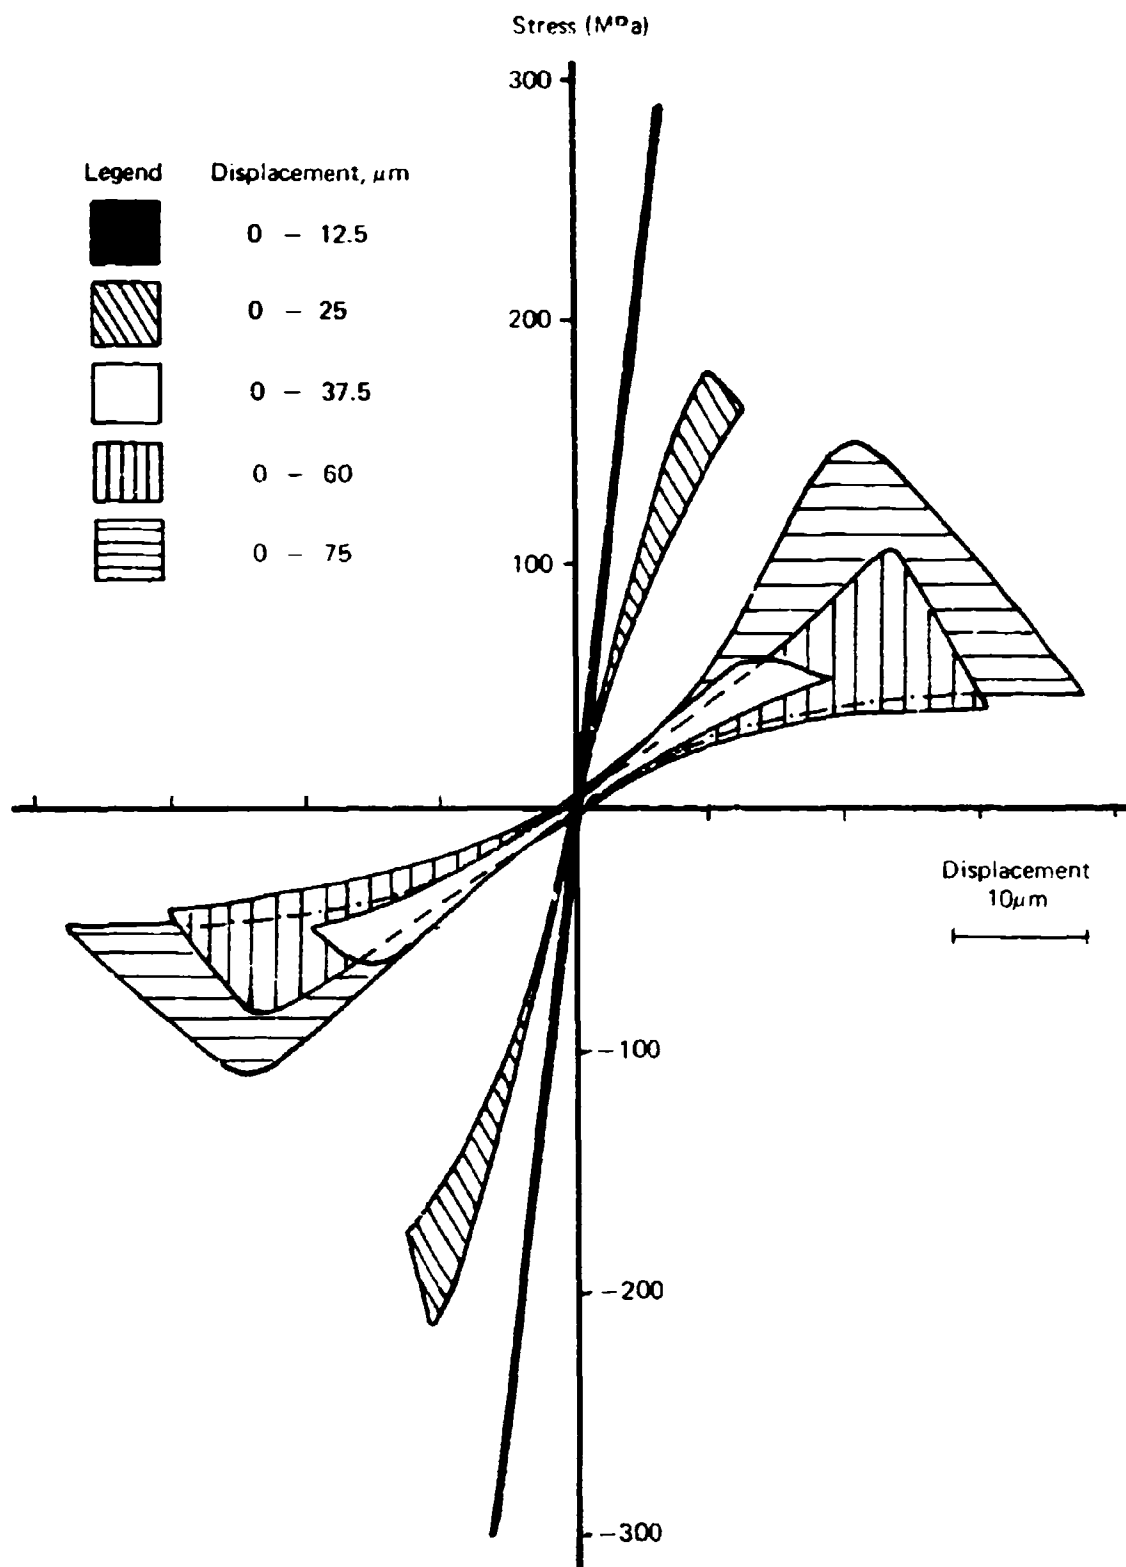 Stress (MPa)
300
Legend Displacement, μm
0 – 12.5
0 – 25
200
0 – 37.5
0 – 60
0 – 75
100
Displacement
10μm
–100
–200
–300